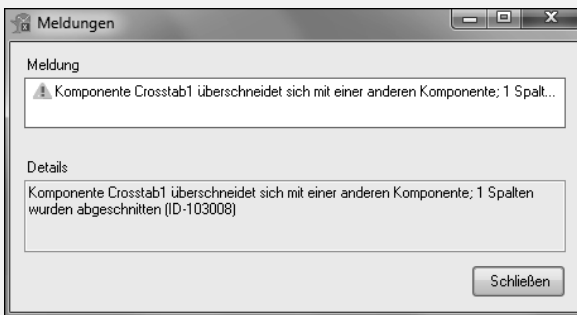 Meldungen
Meldung
Komponente Crosstab1 überschneidet sich mit einer anderen Komponente; 1 Spalt...
Details
Komponente Crosstab1 überschneidet sich mit einer anderen Komponente; 1 Spalten
wurden abgeschnitten (ID-103008)
Schließen